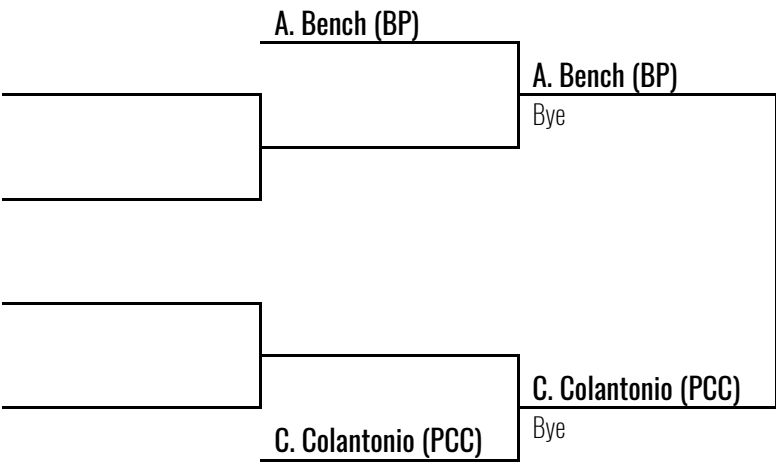 A. Bench (BP)
A. Bench (BP)
Bye
C. Colantonio (PCC)
Bye
C. Colantonio (PCC)